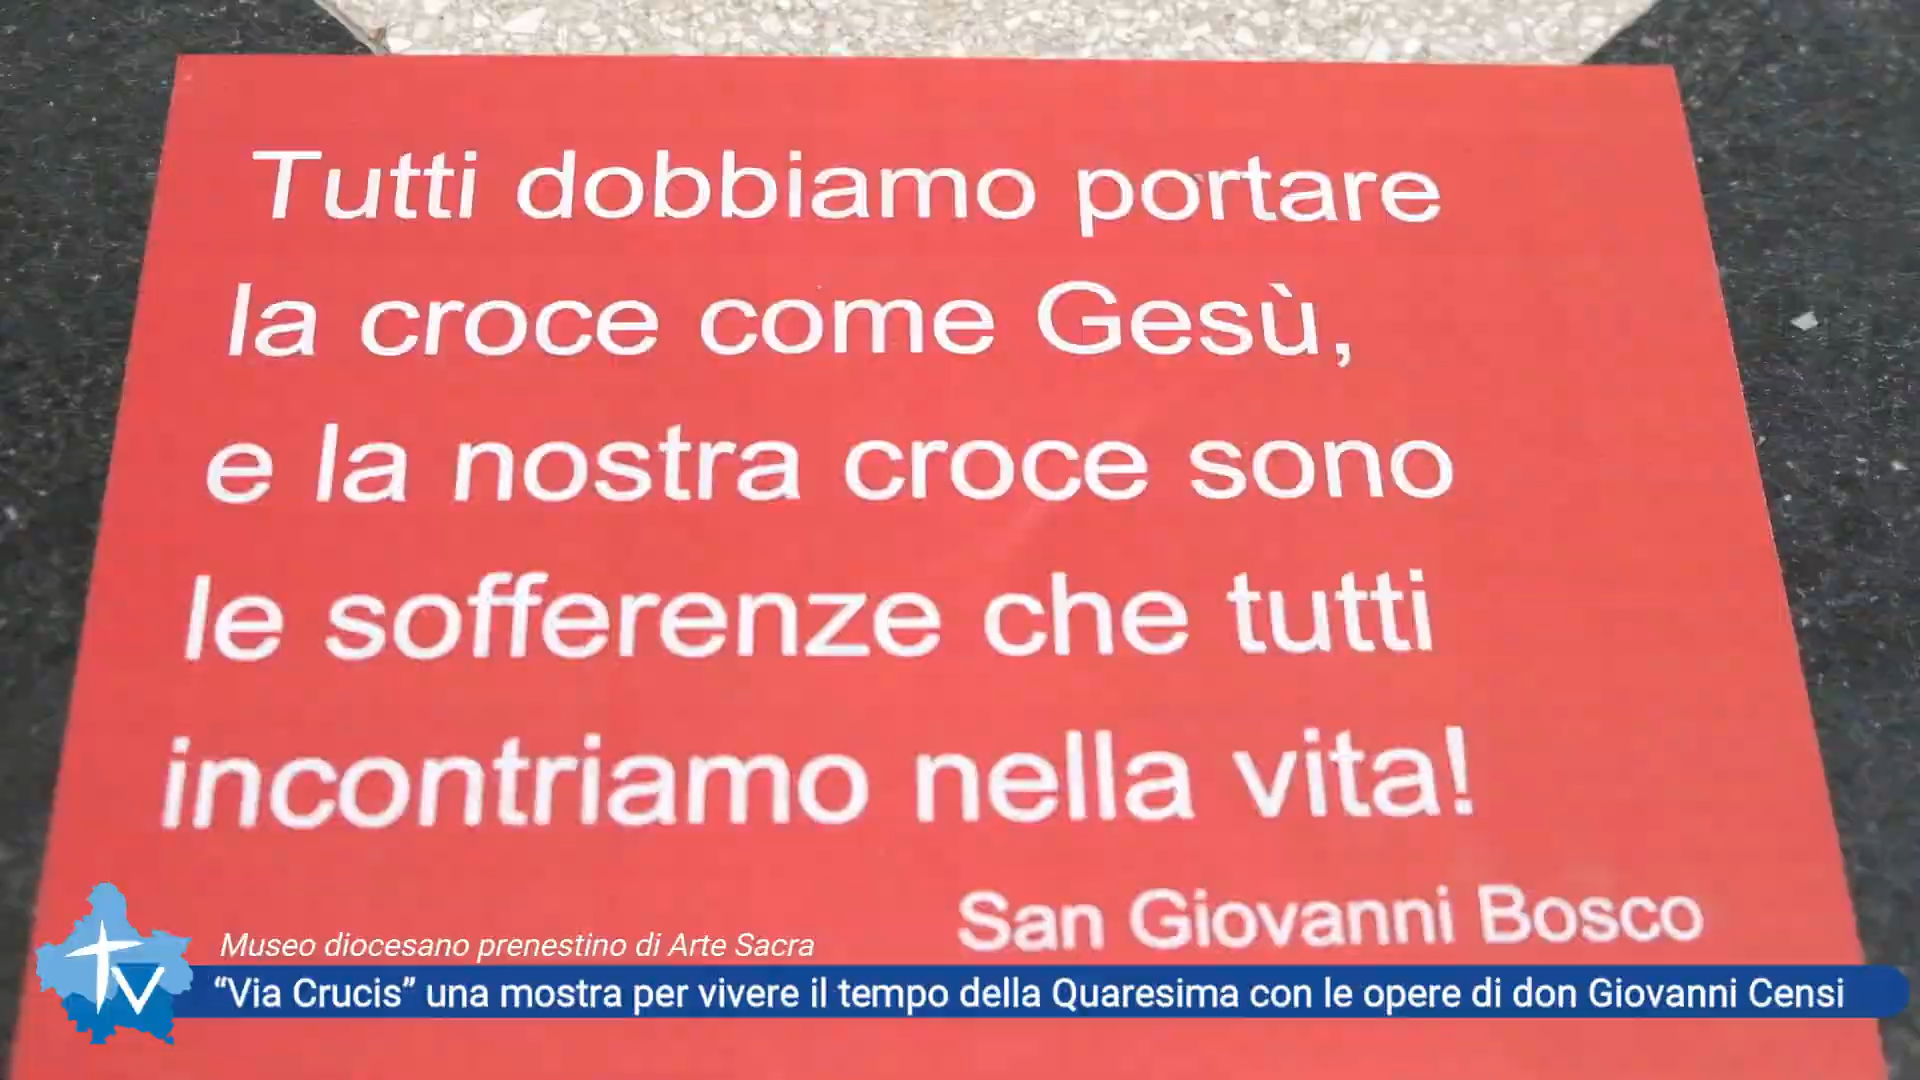 Tutti dobbiamo portare
la croce come Gesù,
e la nostra croce sono
le sofferenze che tutti
incontriamo nella vita!
San Giovanni Bosco
Museo diocesano prenestino di Arte Sacra
tv
“Via Crucis” una mostra per vivere il tempo della Quaresima con le opere di don Giovanni Censi